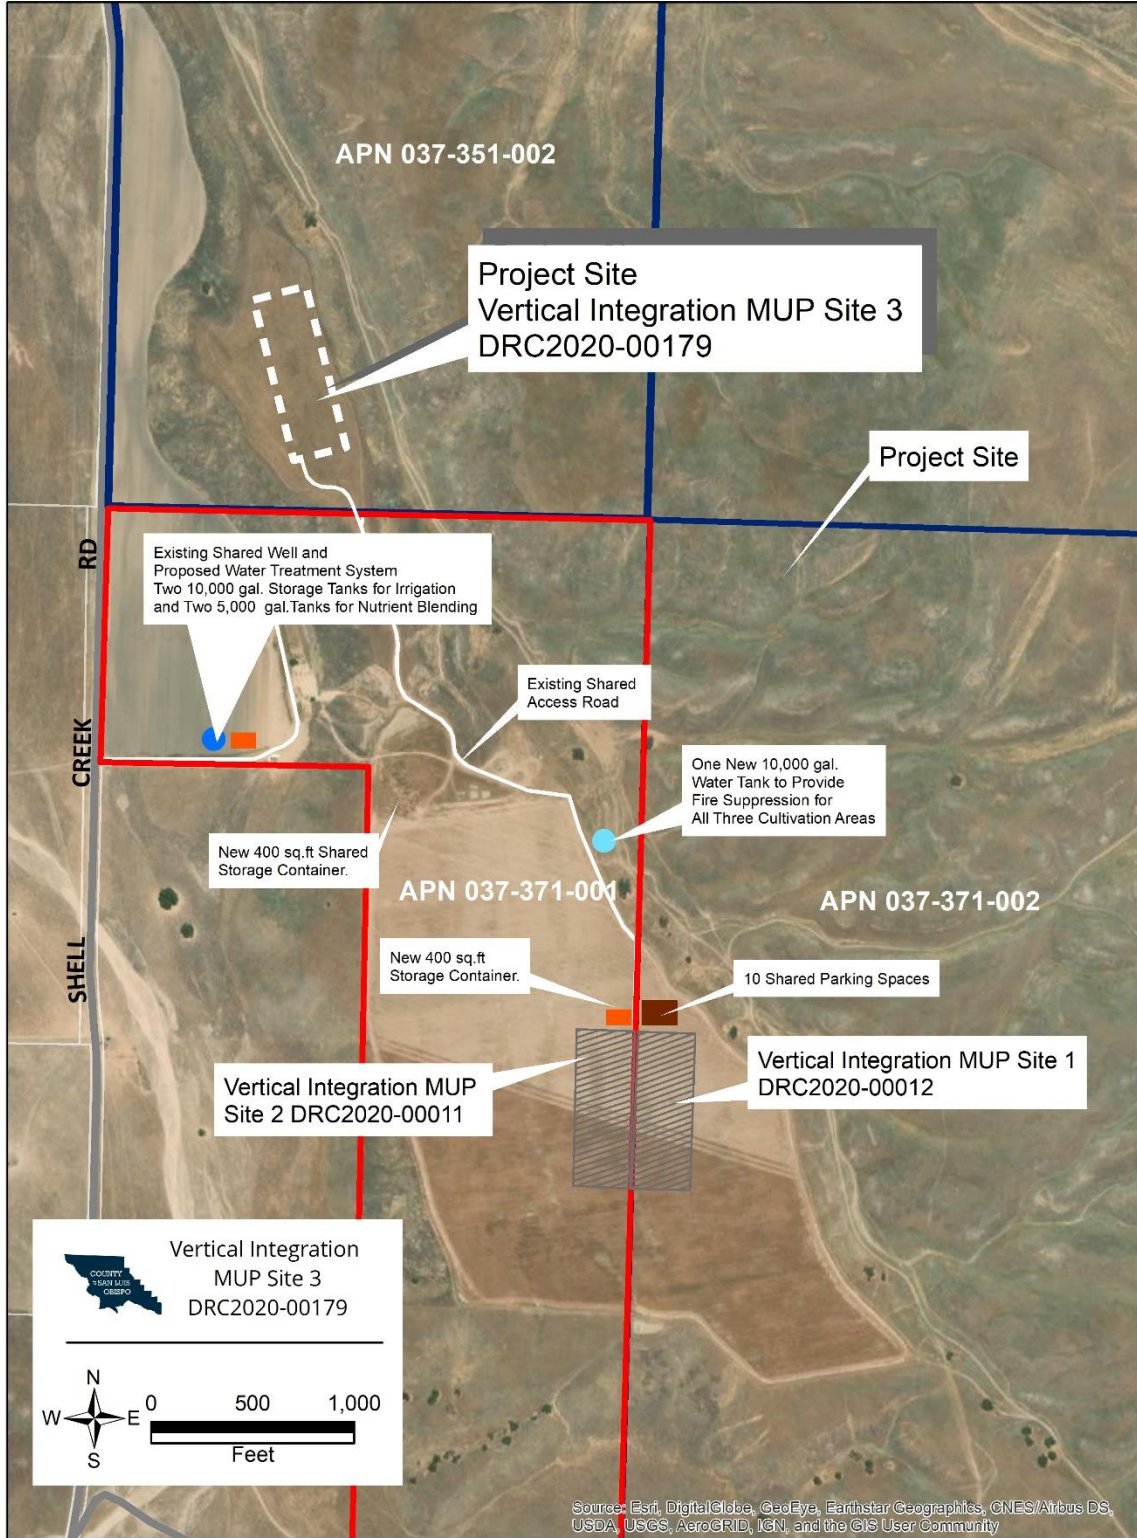 APN 037-351-002
Project Site
Vertical Integration MUP Site 3
DRC2020-00179
Project Site
RD
Existing Shared Well and
Proposed Water Treatment System
Two 10,000 gal. Storage Tanks for Irrigation
and Two 5,000 gal.Tanks for Nutrient Blending
Existing Shared
Access Road
CREEK
One New 10,000 gal.
Water Tank to Provide
Fire Suppression for
All Three Cultivation Areas
New 400 sq.ft Shared
Storage Container.
APN 037-371-001
APN 037-371-002
SHELL
New 400 sq.ft
Storage Container.
10 Shared Parking Spaces
Vertical Integration MUP
Site 2 DRC2020-00011
Vertical Integration MUP Site 1
DRC2020-00012
COUNTY
OF SAN LUIS
OBISPO
Vertical Integration
MUP Site 3
DRC2020-00179
N
W E
S
0 500 1,000
Feet
Source: Esri, DigitalGlobe, GeoEye, Earthstar Geographics, CNES/Airbus DS,
USDA, USGS, AeroGRID, IGN, and the GIS User Community